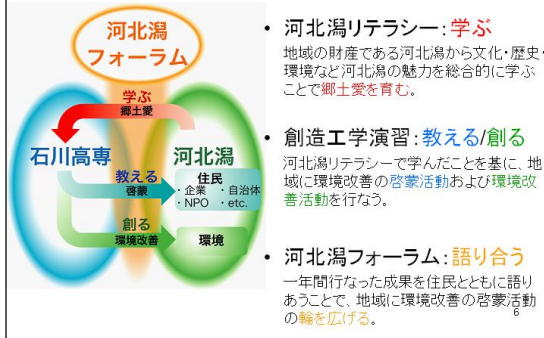 河北潟
フォーラム
学ぶ
郷土愛
石川高専
河北潟
教える
啓蒙
住民
・企業 ・自治体
・NPO ・etc.
創る
環境改善
環境
• 河北潟リテラシー:学ぶ
地域の財産である河北潟から文化・歴史・
環境など河北潟の魅力を総合的に学ぶ
ことで郷土愛を育む。
• 創造工学演習:教える/創る
河北潟リテラシーで学んだことを基に、地
域に環境改善の啓蒙活動および環境改
善活動を行なう。
• 河北潟フォーラム:語り合う
一年間行なった成果を住民とともに語り
あうことで、地域に環境改善の啓蒙活動
の輪を広げる。
6